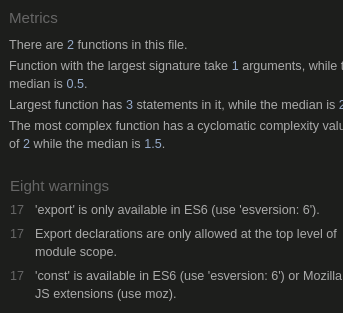 Metrics
There are 2 functions in this file.
Function with the largest signature take 1 arguments, while
median is 0.5.
Largest function has 3 statements in it, while the median is
The most complex function has a cyclomatic complexity
of 2 while the median is 1.5.
Eight warnings
17 'export' is only available in ES6 (use 'esversion: 6').
17 Export declarations are only allowed at the top level of
module scope.
17 'const' is available in ES6 (use 'esversion: 6') or Mozilla
JS extensions (use moz).